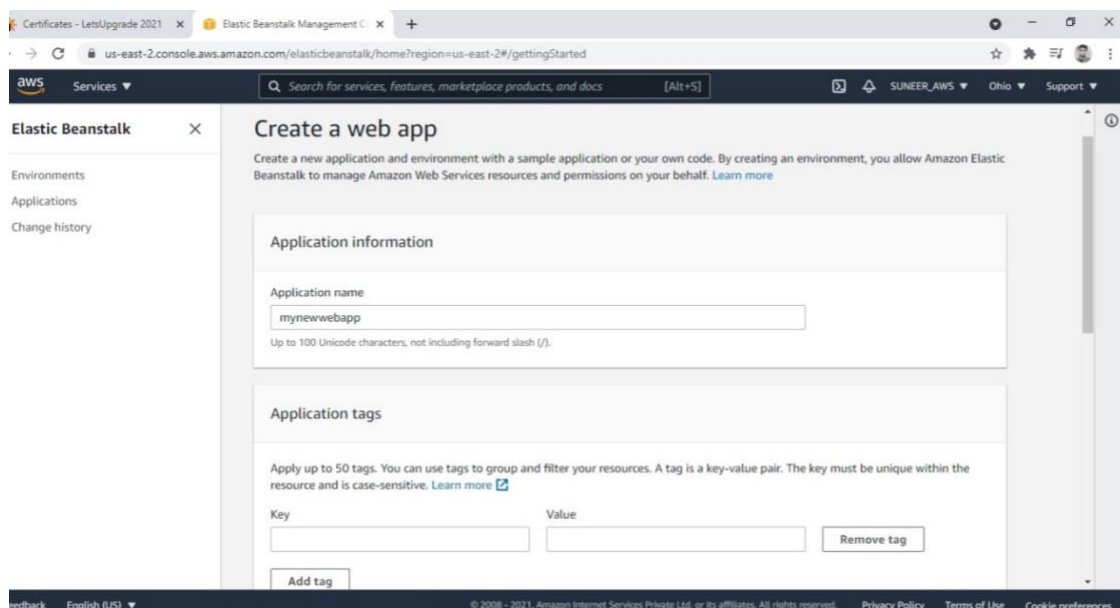 Certificates - LetsUpgrade 2021
Elastic Beanstalk Management C
us-east-2.console.aws.amazon.com/elasticbeanstalk/home?region=us-east-2#/gettingStarted
aws Services Search for services, features, marketplace products, and docs [Alt+S] SUNEER_AWS Ohio Support
Elastic Beanstalk
Environments
Applications
Change history
Create a web app
Create a new application and environment with a sample application or your own code. By creating an environment, you allow Amazon Elastic
Beanstalk to manage Amazon Web Services resources and permissions on your behalf. Learn more
Application information
Application name
mynewwebapp
Up to 100 Unicode characters, not including forward slash (/).
Application tags
Apply up to 50 tags. You can use tags to group and filter your resources. A tag is a key-value pair. The key must be unique within the
resource and is case-sensitive. Learn more
Key Value
Remove tag
Add tag
eedback English (US) © 2008 - 2021, Amazon Internet Services Private Ltd. or its affiliates. All rights reserved. Privacy Policy Terms of Use Cookie preferences